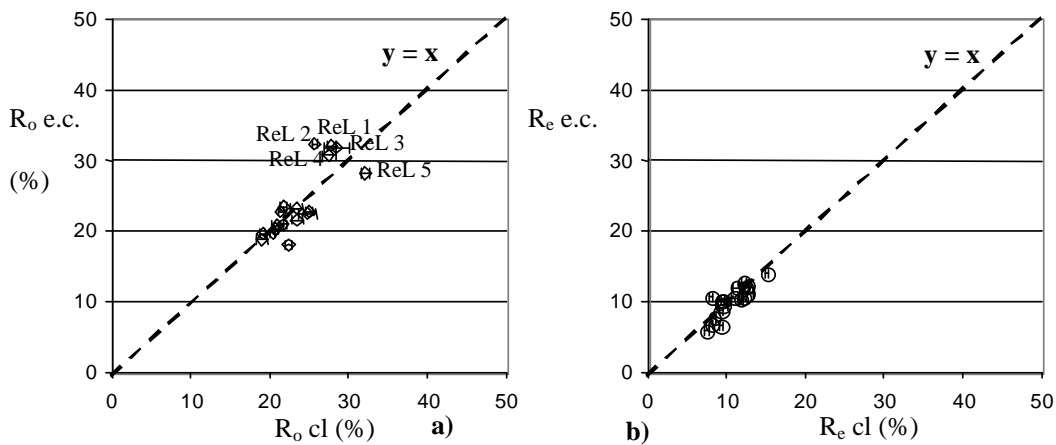 50
40
30
20
10
0
R_o e.c.
(%)
y = x
ReL 2
ReL 1
ReL 3
ReL 4
ReL 5
0 10 20 30 40 50
R_o cl (%)
a)
50
40
30
20
10
0
R_e e.c.
(%)
y = x
0 10 20 30 40 50
b)
R_e cl (%)